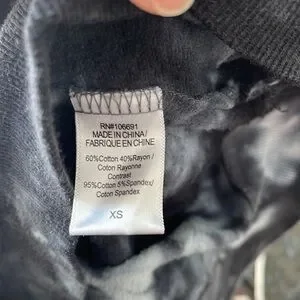 RN#106691
MADE IN CHINA/
FABRIQUE EN CHINE
60%Cotton 40%Rayon/
Coton Rayonne
Contrast
95%Cotton 5%Spandex/
Coton Spandex
XS